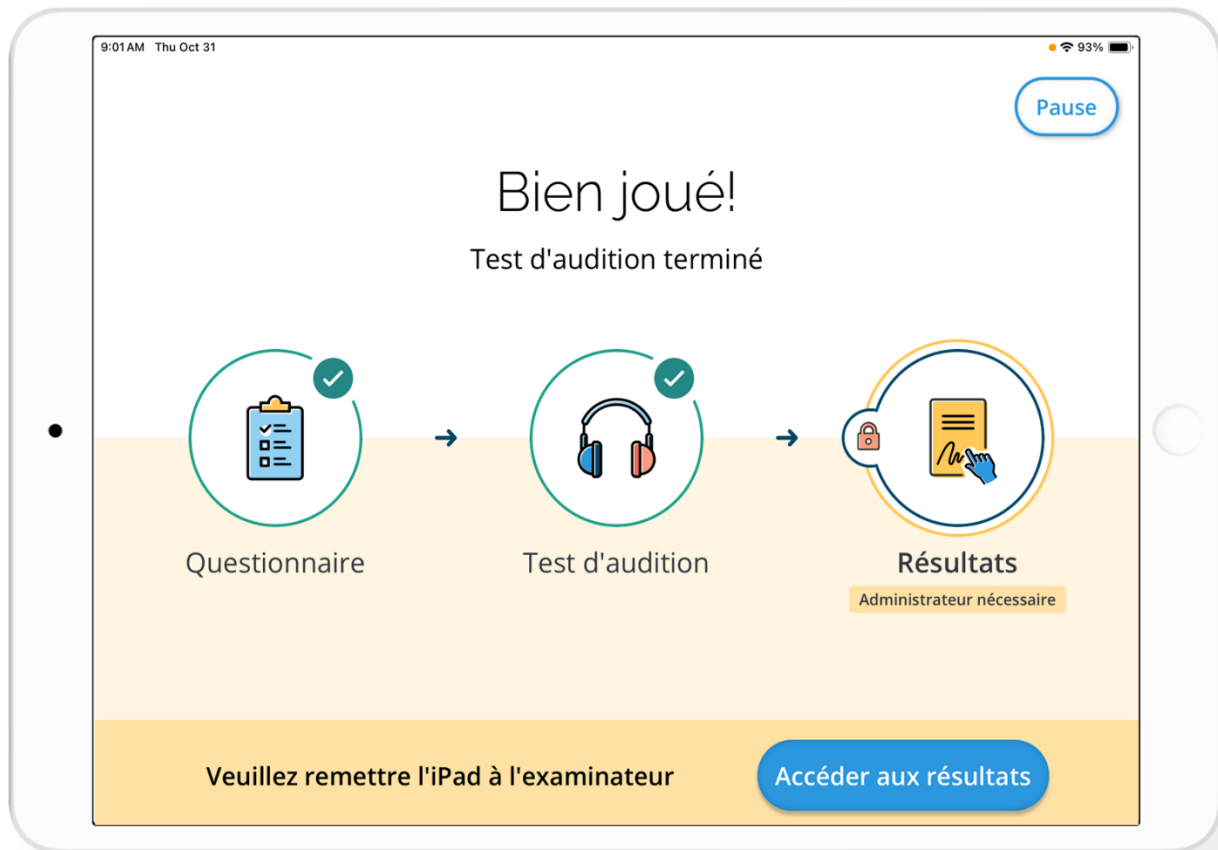 9:01 AM Thu Oct 31
93%
Pause
Bien joué!
Test d'audition terminé
Questionnaire
Test d'audition
Résultats
Administrateur nécessaire
Veuillez remettre l'iPad à l'examinateur
Accéder aux résultats